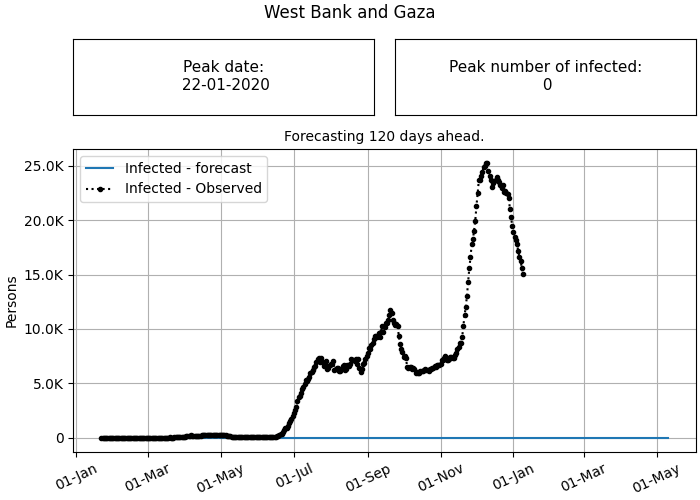 West Bank and Gaza
Peak date:
22-01-2020
Peak number of infected:
0
Forecasting 120 days ahead.
Infected - forecast
Infected - Observed
25.0K
20.0K
15.0K
10.0K
5.0K
0
Persons
01-Jan
01-Mar
01-May
01-Jul
01-Sep
01-Nov
01-Jan
01-Mar
01-May